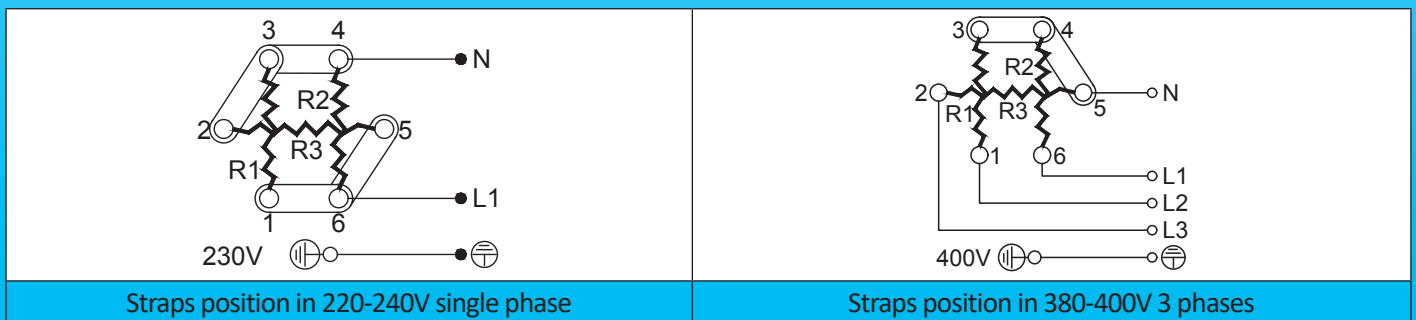 3 4
N
R2
2 5
R3
R1
L1
1 6
230V
Straps position in 220-240V single phase
3 4
R2
2 N
R1 R3 5
1 6
L1
L2
L3
400V
Straps position in 380-400V 3 phases